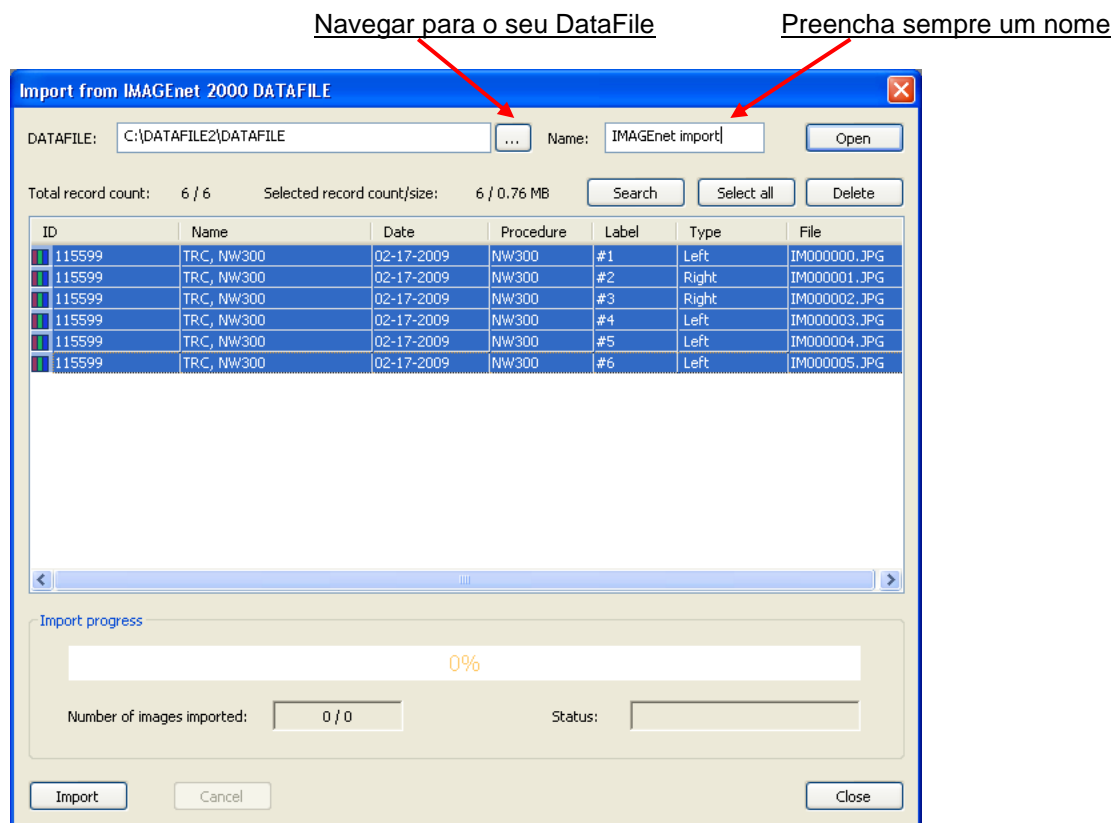 Navegar para o seu DataFile Preencha sempre um nome
Import from IMAGEnet 2000 DATAFILE
DATAFILE: C:\DATAFILE2\DATAFILE ... Name: IMAGEnet import Open
Total record count: 6 / 6 Selected record count/size: 6 / 0.76 MB Search Select all Delete
ID Name Date Procedure Label Type File
115599 TRC, NW300 02-17-2009 NW300 #1 Left IM000000.JPG
115599 TRC, NW300 02-17-2009 NW300 #2 Right IM000001.JPG
115599 TRC, NW300 02-17-2009 NW300 #3 Right IM000002.JPG
115599 TRC, NW300 02-17-2009 NW300 #4 Left IM000003.JPG
115599 TRC, NW300 02-17-2009 NW300 #5 Left IM000004.JPG
115599 TRC, NW300 02-17-2009 NW300 #6 Left IM000005.JPG
Import progress
0%
Number of images imported: 0 / 0 Status:
Import Cancel Close